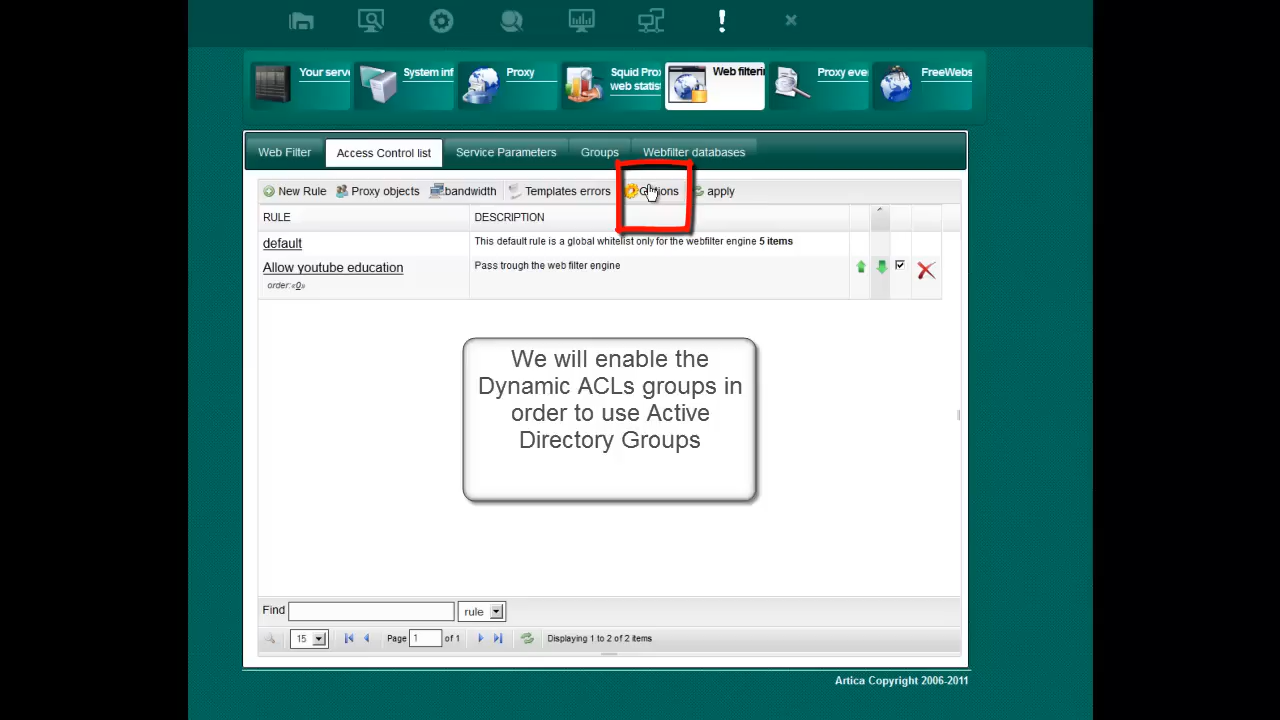 Your serve
System inf
Proxy
Squid Prox
web statis
Web filterin
Proxy eve
FreeWebs
Web Filter
Access Control list
Service Parameters
Groups
Webfilter databases
New Rule
Proxy objects
bandwidth
Templates errors
apply
RULE
DESCRIPTION
default
This default rule is a global whitelist only for the webfilter engine 5 items
Allow youtube education
Pass trough the web filter engine
order:«0»
We will enable the
Dynamic ACLs groups in
order to use Active
Directory Groups
Find
rule
15
Page 1 of 1
Displaying 1 to 2 of 2 items
Artica Copyright 2006-2011